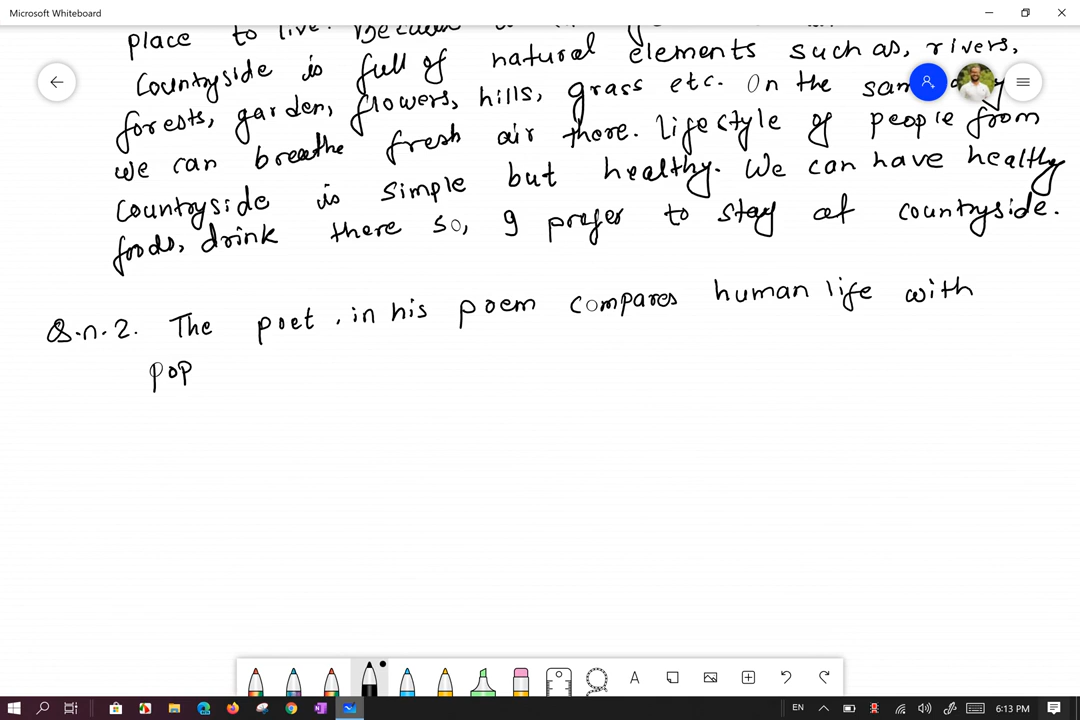 Microsoft Whiteboard
place to live.
Countryside is full of natural elements such as, rivers,
forests, garden, flowers, hills, grass etc. On the
we can breathe fresh air there. Lifestyle of people from
Countryside is simple but healthy. We can have healthy
foods, drink there so, I prefer to stay at countryside.
Q.n.2. The poet, in his poem compares human life with
pop
A
EN
6:13 PM